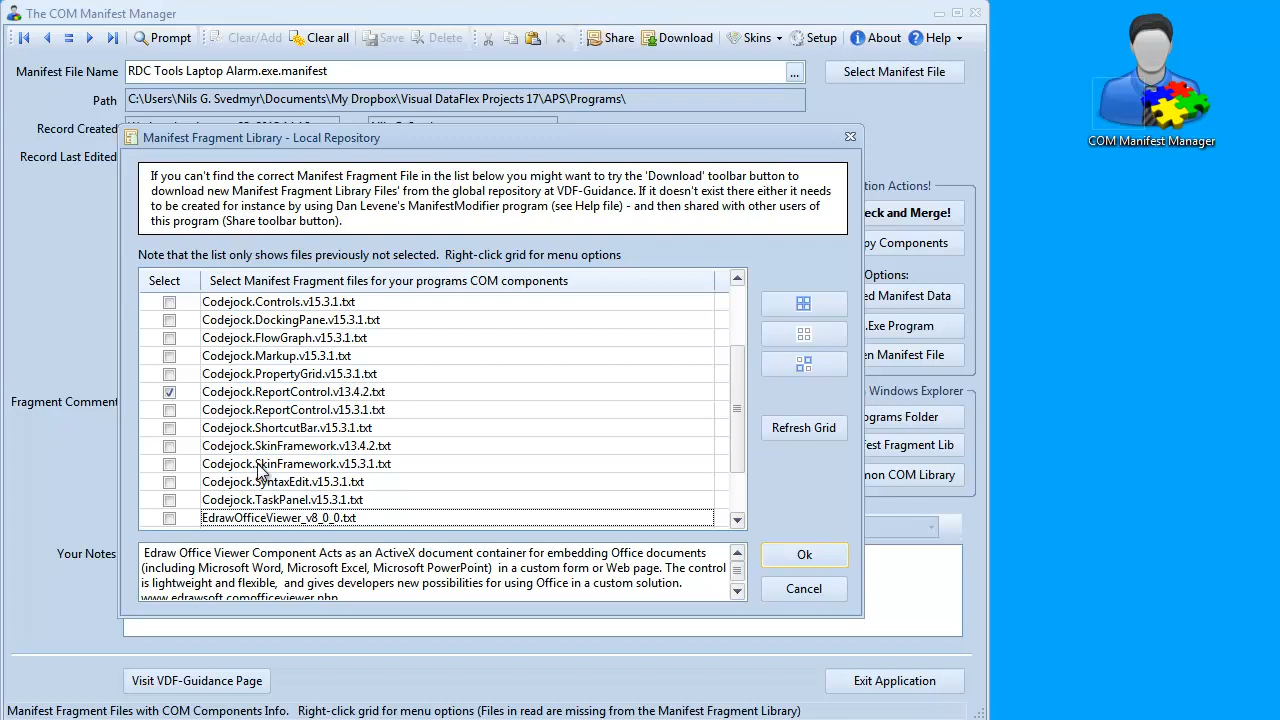 The COM Manifest Manager
Prompt Clear/Add Clear all Save Delete Share Download Skins Setup About Help
Manifest File Name RDC Tools Laptop Alarm.exe.manifest ... Select Manifest File
Path C:\Users\Nils G. Svedmyr\Documents\My Dropbox\Visual DataFlex Projects 17\APS\Programs\
Record Created
Record Last Edited
Manifest Fragment Library - Local Repository
If you can't find the correct Manifest Fragment File in the list below you might want to try the 'Download' toolbar button to
download new Manifest Fragment Library Files' from the global repository at VDF-Guidance. If it doesn't exist there either it needs
to be created for instance by using Dan Levene's ManifestModifier program (see Help file) - and then shared with other users of
this program (Share toolbar button).
Note that the list only shows files previously not selected. Right-click grid for menu options
Select Select Manifest Fragment files for your programs COM components
Codejock.Controls.v15.3.1.txt
Codejock.DockingPane.v15.3.1.txt
Codejock.FlowGraph.v15.3.1.txt
Codejock.Markup.v15.3.1.txt
Codejock.PropertyGrid.v15.3.1.txt
Codejock.ReportControl.v13.4.2.txt
Codejock.ReportControl.v15.3.1.txt
Codejock.ShortcutBar.v15.3.1.txt
Codejock.SkinFramework.v13.4.2.txt
Codejock.SkinFramework.v15.3.1.txt
Codejock.SyntaxEdit.v15.3.1.txt
Codejock.TaskPanel.v15.3.1.txt
EdrawOfficeViewer_v8_0_0.txt
Refresh Grid
Edraw Office Viewer Component Acts as an ActiveX document container for embedding Office documents
(including Microsoft Word, Microsoft Excel, Microsoft PowerPoint) in a custom form or Web page. The control
is lightweight and flexible, and gives developers new possibilities for using Office in a custom solution.
www.edrawsoft.comofficeviewer.php
Ok
Cancel
tion Actions!
eck and Merge!
py Components
Options:
ed Manifest Data
.Exe Program
en Manifest File
Windows Explorer
ograms Folder
fest Fragment Lib
mon COM Library
Fragment Comment
Your Notes
Visit VDF-Guidance Page
Exit Application
Manifest Fragment Files with COM Components Info. Right-click grid for menu options (Files in read are missing from the Manifest Fragment Library)
COM Manifest Manager